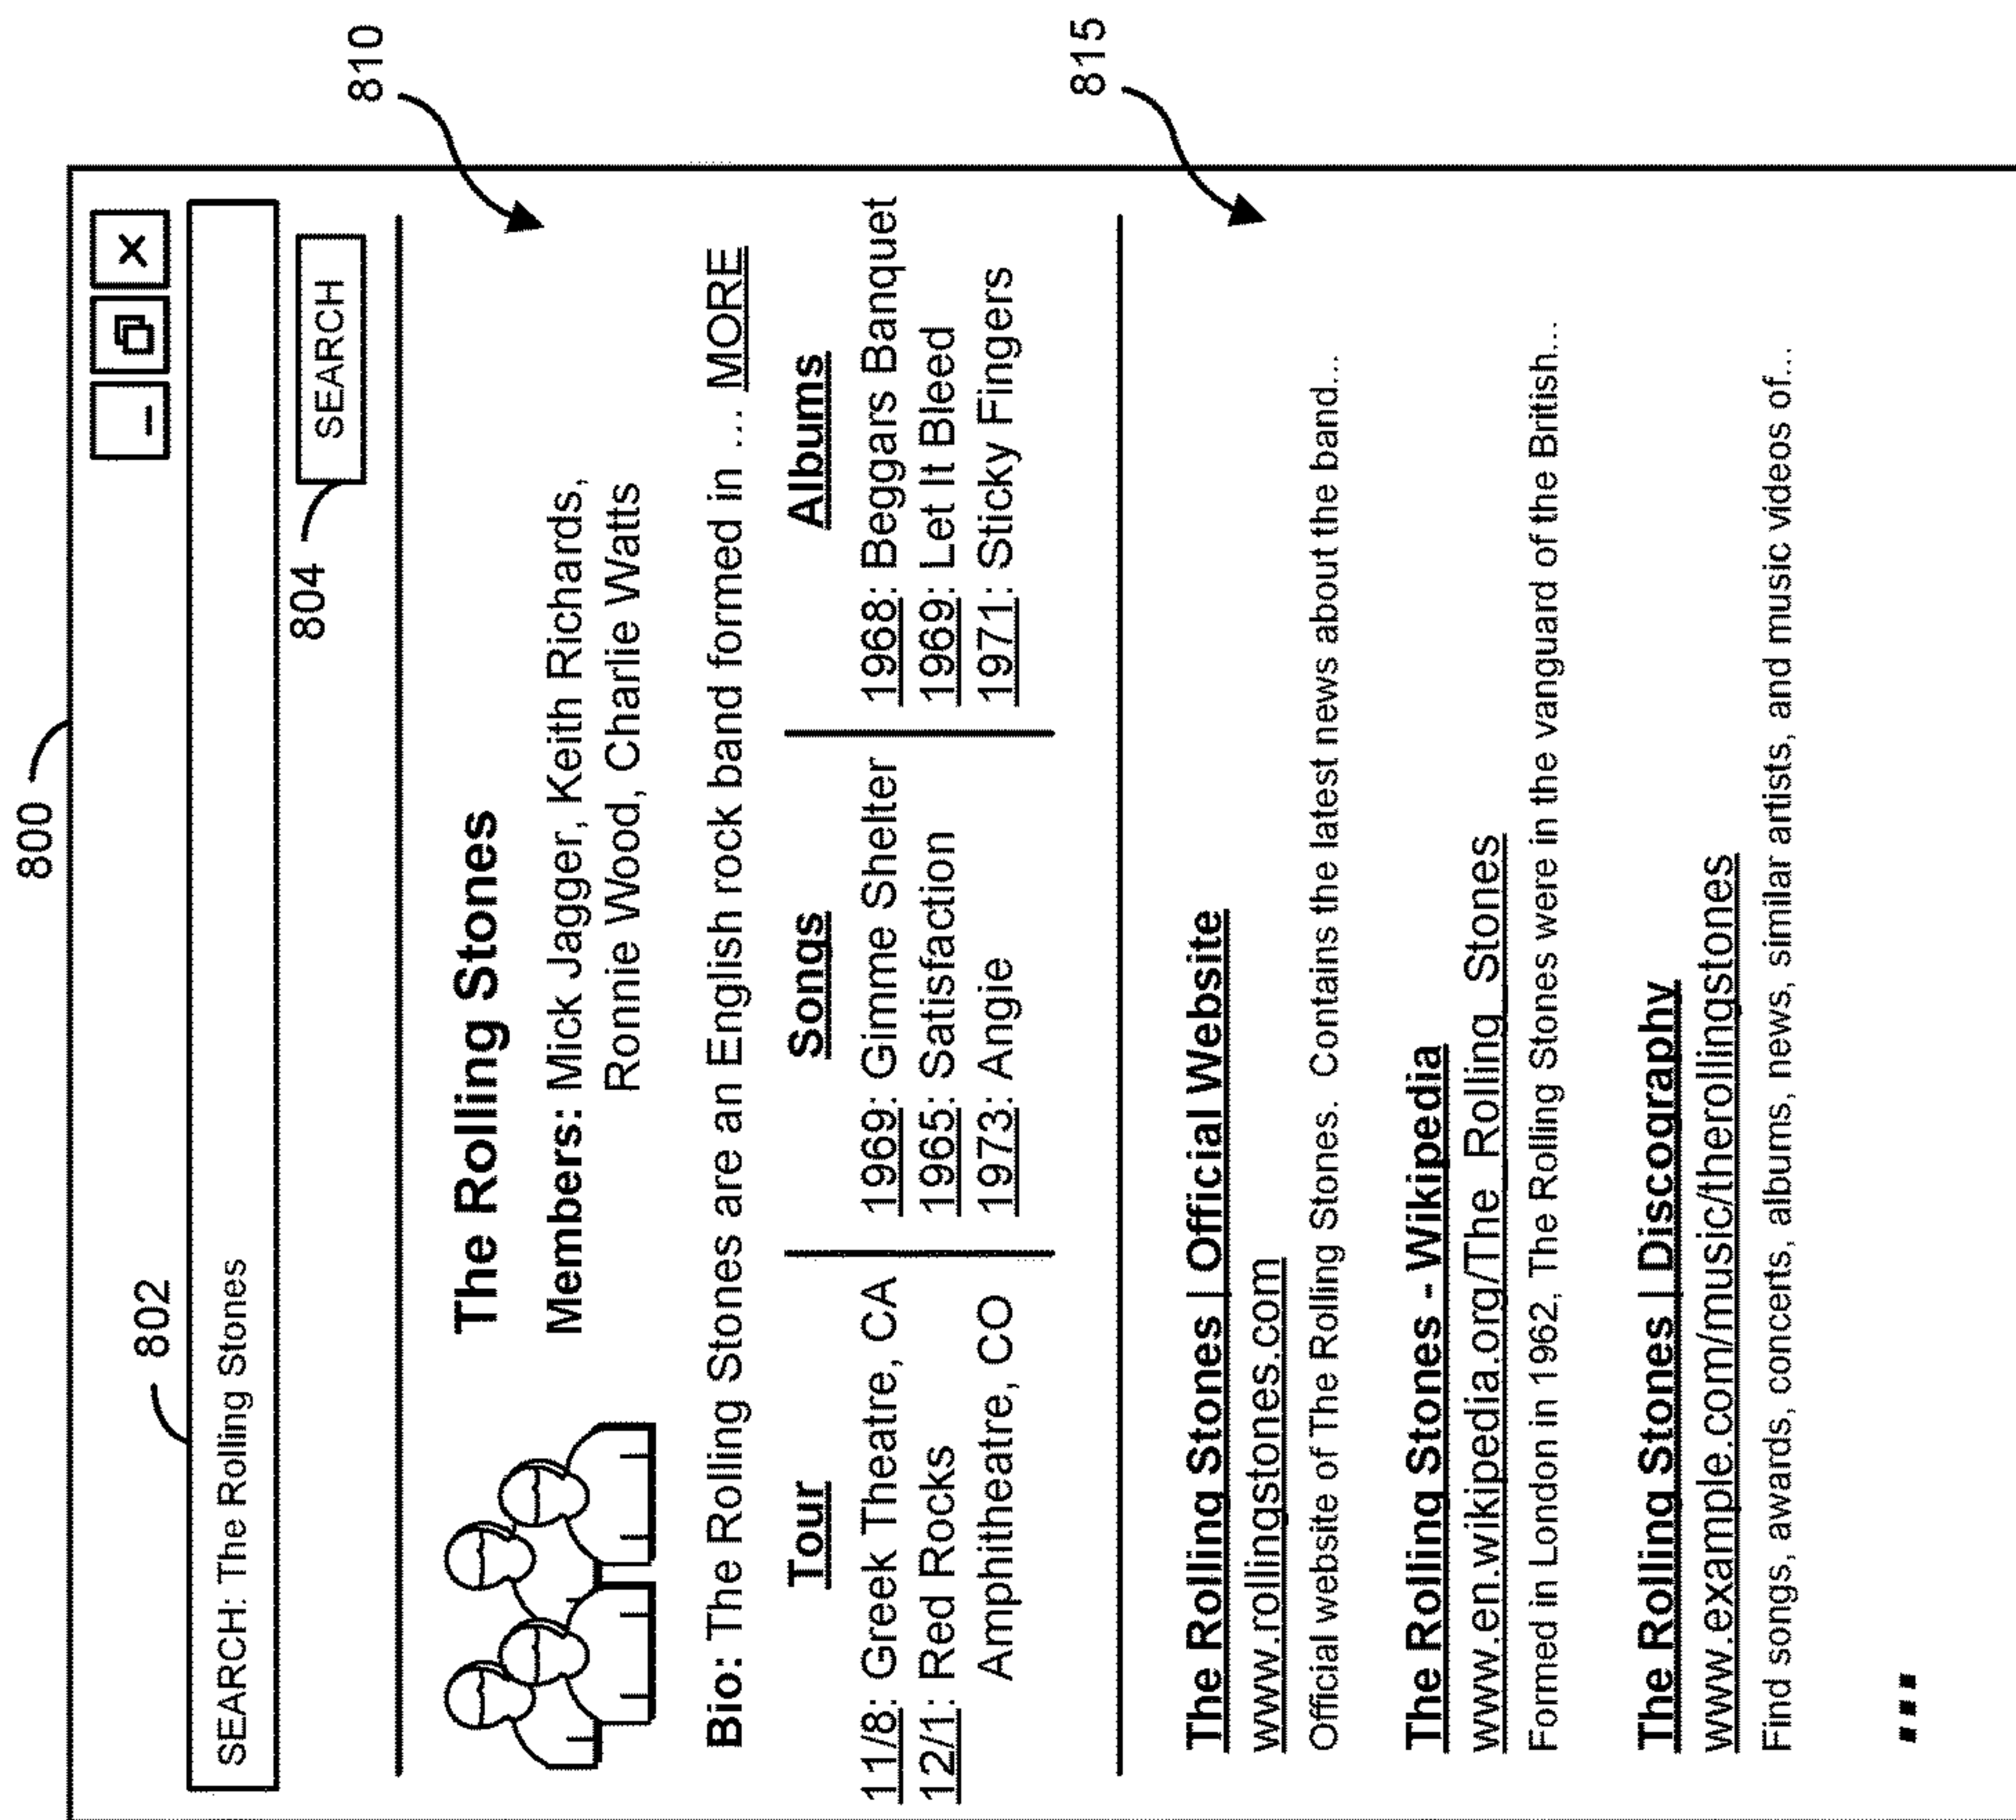 800
802
SEARCH: The Rolling Stones
804
SEARCH
810
The Rolling Stones
Members: Mick Jagger, Keith Richards,
Ronnie Wood, Charlie Watts
Bio: The Rolling Stones are an English rock band formed in ... MORE
Tour
11/8: Greek Theatre, CA
12/1: Red Rocks
Amphitheatre, CO
Songs
1969: Gimme Shelter
1965: Satisfaction
1973: Angie
Albums
1968: Beggars Banquet
1969: Let It Bleed
1971: Sticky Fingers
815
The Rolling Stones | Official Website
www.rollingstones.com
Official website of The Rolling Stones. Contains the latest news about the band...
The Rolling Stones - Wikipedia
www.en.wikipedia.org/The_Rolling_Stones
Formed in London in 1962, The Rolling Stones were in the vanguard of the British...
The Rolling Stones | Discography
www.example.com/music/therollingstones
Find songs, awards, concerts, albums, news, similar artists, and music videos of...